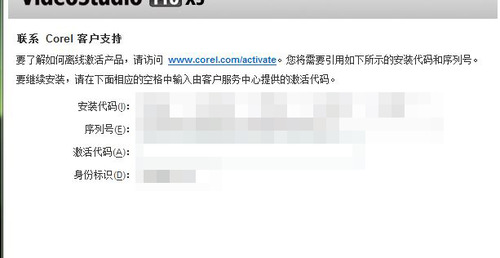 VideoStudio PRO X5
联系 Corel 客户支持
要了解如何离线激活产品，请访问 www.corel.com/activate。您将需要引用如下所示的安装代码和序列号。
要继续安装，请在下面相应的空格中输入由客户服务中心提供的激活代码。
安装代码(I):
序列号(E):
激活代码(A):
身份标识(D):